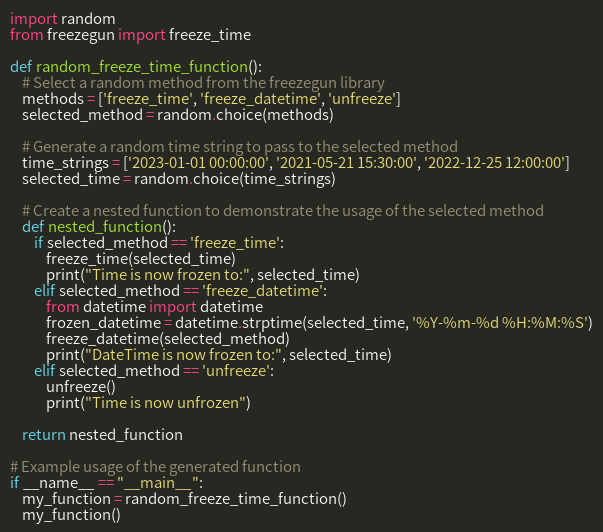 import random
from freezegun import freeze_time

def random_freeze_time_function():
    # Select a random method from the freezegun library
    methods = ['freeze_time', 'freeze_datetime', 'unfreeze']
    selected_method = random.choice(methods)

    # Generate a random time string to pass to the selected method
    time_strings = ['2023-01-01 00:00:00', '2021-05-21 15:30:00', '2022-12-25 12:00:00']
    selected_time = random.choice(time_strings)

    # Create a nested function to demonstrate the usage of the selected method
    def nested_function():
        if selected_method == 'freeze_time':
            freeze_time(selected_time)
            print("Time is now frozen to:", selected_time)
        elif selected_method == 'freeze_datetime':
            from datetime import datetime
            frozen_datetime = datetime.strptime(selected_time, '%Y-%m-%d %H:%M:%S')
            freeze_datetime(selected_method)
            print("DateTime is now frozen to:", selected_time)
        elif selected_method == 'unfreeze':
            unfreeze()
            print("Time is now unfrozen")

    return nested_function

# Example usage of the generated function
if __name__ == "__main__":
    my_function = random_freeze_time_function()
    my_function()